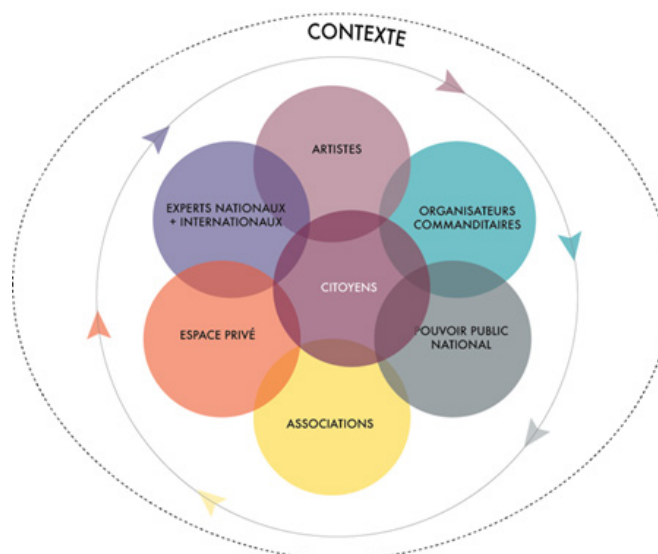 CONTEXTE
ARTISTES
EXPERTS NATIONAUX
+ INTERNATIONAUX
ORGANISATEURS
COMMANDITAIRES
CITOYENS
ESPACE PRIVÉ
POUVOIR PUBLIC
NATIONAL
ASSOCIATIONS